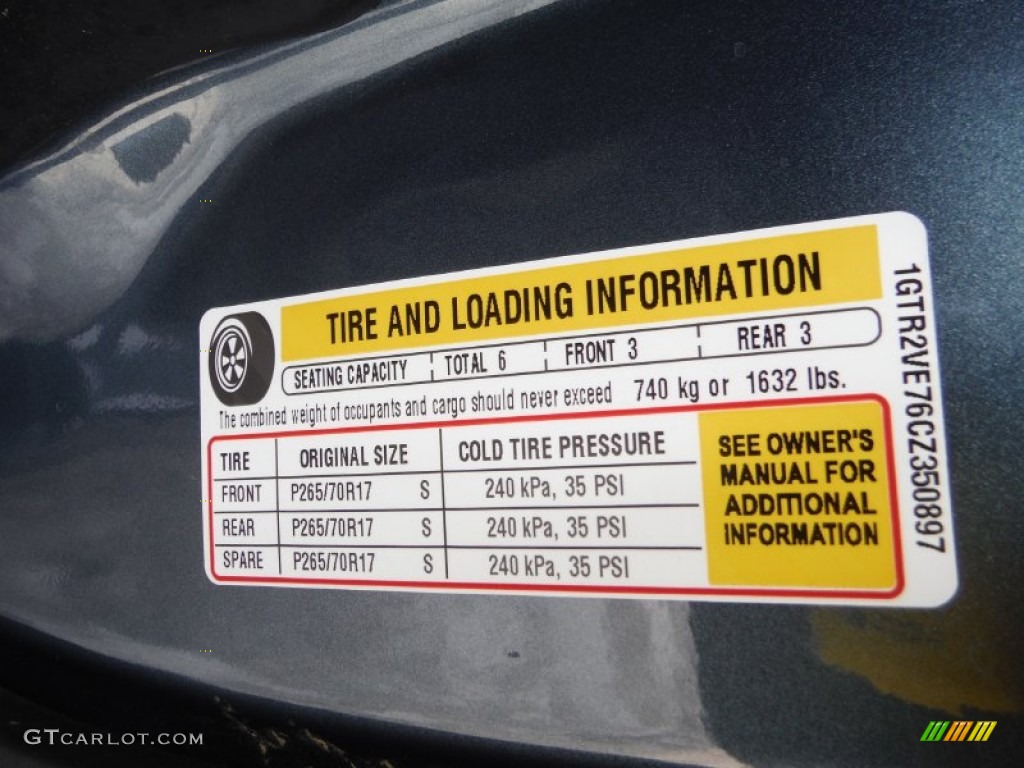 TIRE AND LOADING INFORMATION
SEATING CAPACITY TOTAL 6 FRONT 3 REAR 3
The combined weight of occupants and cargo should never exceed 740 kg or 1632 lbs.
TIRE ORIGINAL SIZE COLD TIRE PRESSURE
FRONT P265/70R17 S 240 kPa, 35 PSI
REAR P265/70R17 S 240 kPa, 35 PSI
SPARE P265/70R17 S 240 kPa, 35 PSI
SEE OWNER'S
MANUAL FOR
ADDITIONAL
INFORMATION
1GTR2VE76CZ350897
GTCARLOT.COM